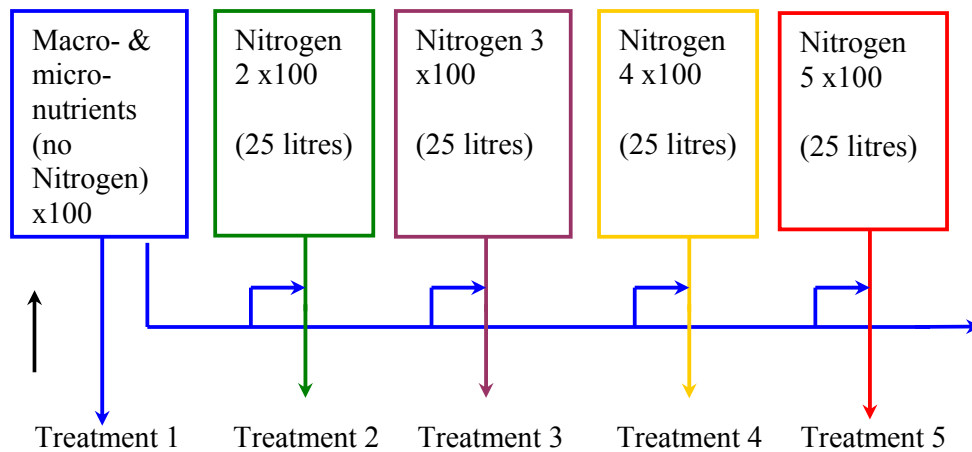 Macro- &
micro-
nutrients
(no
Nitrogen)
x100
Nitrogen
2 x100
(25 litres)
Nitrogen 3
x100
(25 litres)
Nitrogen
4 x100
(25 litres)
Nitrogen
5 x100
(25 litres)
Treatment 1
Treatment 2
Treatment 3
Treatment 4
Treatment 5